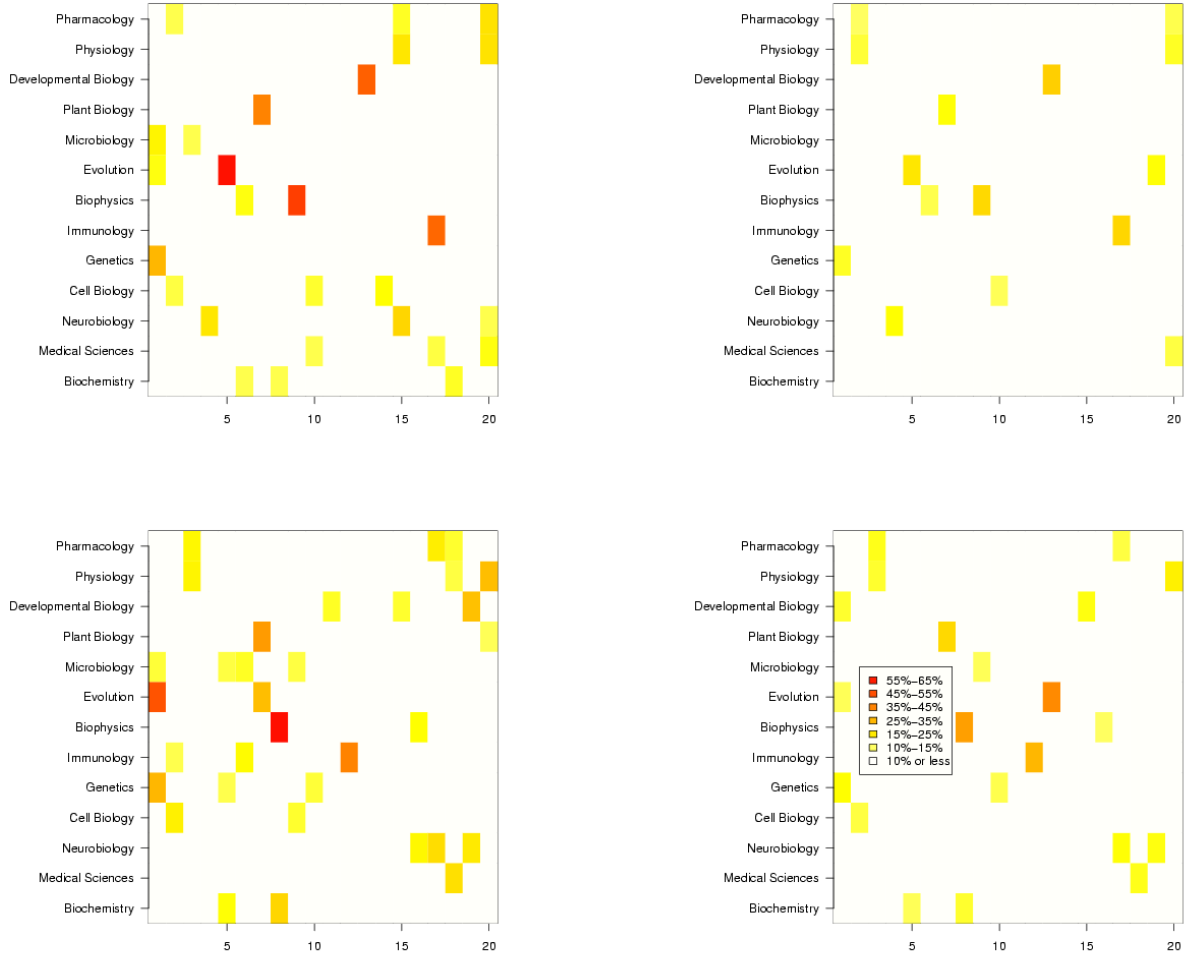 Pharmacology
Physiology
Developmental Biology
Plant Biology
Microbiology
Evolution
Biophysics
Immunology
Genetics
Cell Biology
Neurobiology
Medical Sciences
Biochemistry
5 10 15 20
Pharmacology
Physiology
Developmental Biology
Plant Biology
Microbiology
Evolution
Biophysics
Immunology
Genetics
Cell Biology
Neurobiology
Medical Sciences
Biochemistry
5 10 15 20
Pharmacology
Physiology
Developmental Biology
Plant Biology
Microbiology
Evolution
Biophysics
Immunology
Genetics
Cell Biology
Neurobiology
Medical Sciences
Biochemistry
5 10 15 20
Pharmacology
Physiology
Developmental Biology
Plant Biology
Microbiology
Evolution
Biophysics
Immunology
Genetics
Cell Biology
Neurobiology
Medical Sciences
Biochemistry
55%–65%
45%–55%
35%–45%
25%–35%
15%–25%
10%–15%
10% or less
5 10 15 20